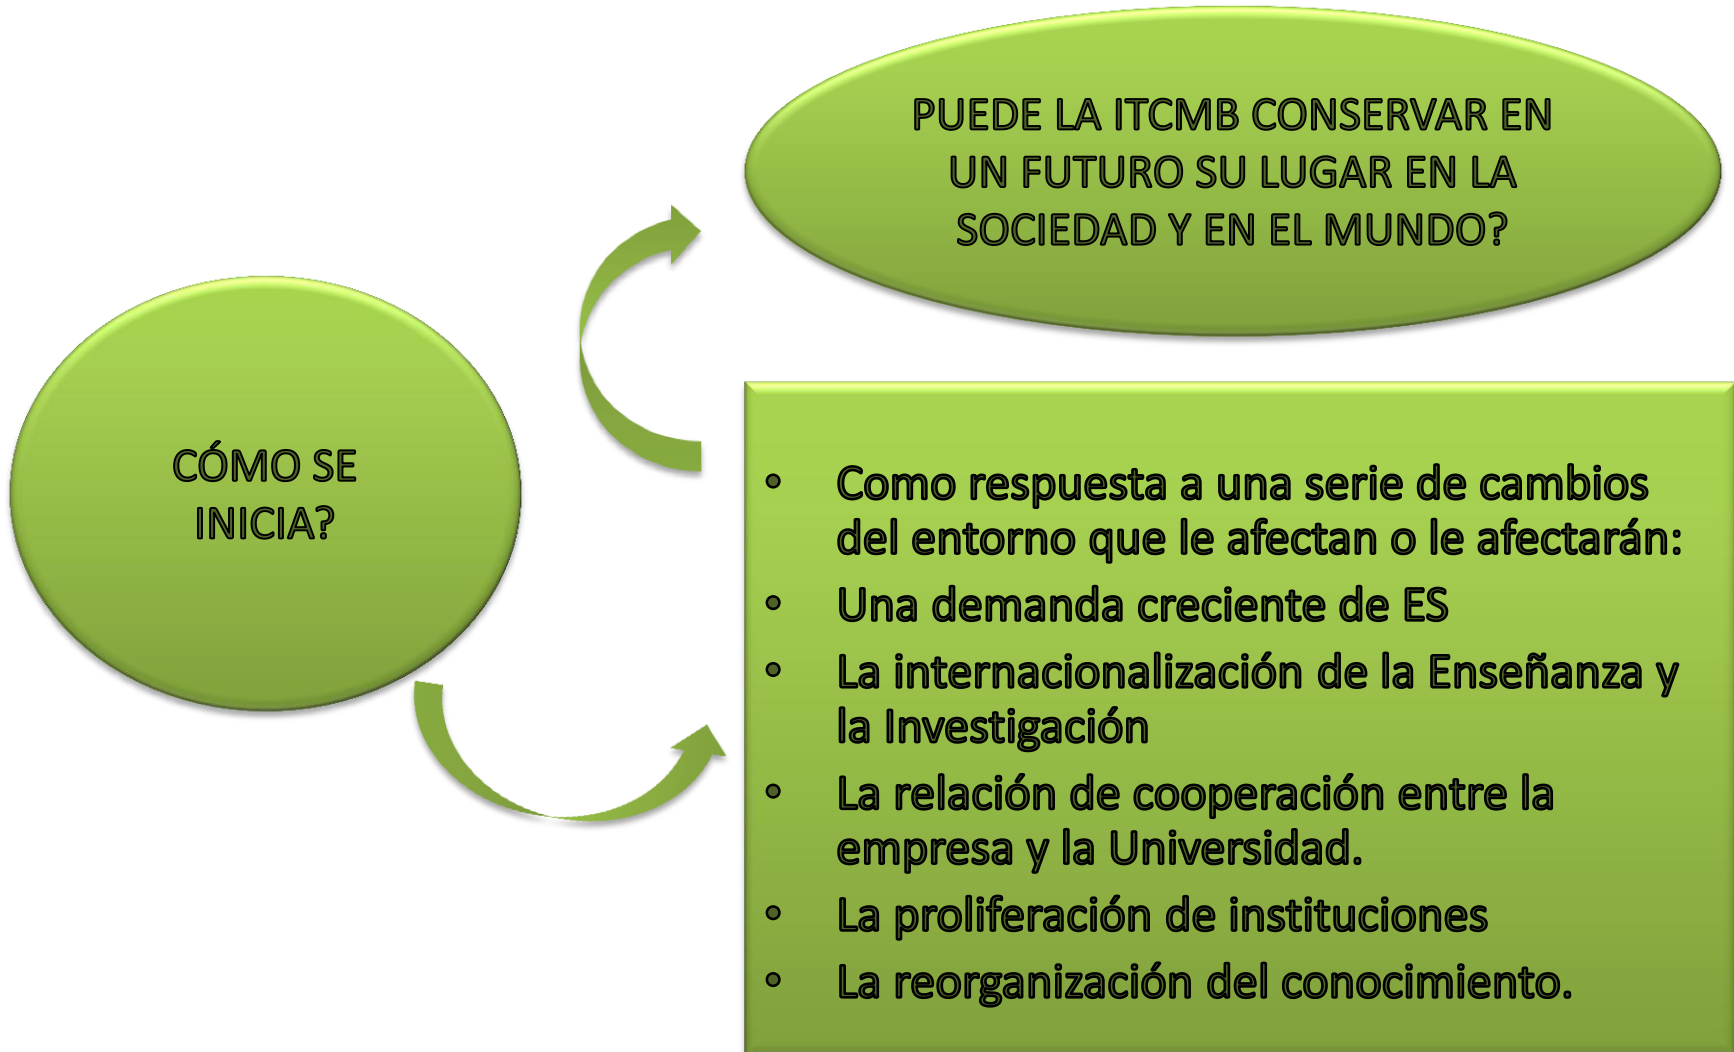 CÓMO SE
INICIA?
PUEDE LA ITCMB CONSERVAR EN
UN FUTURO SU LUGAR EN LA
SOCIEDAD Y EN EL MUNDO?
• Como respuesta a una serie de cambios
del entorno que le afectan o le afectarán:
• Una demanda creciente de ES
• La internacionalización de la Enseñanza y
la Investigación
• La relación de cooperación entre la
empresa y la Universidad.
• La proliferación de instituciones
• La reorganización del conocimiento.